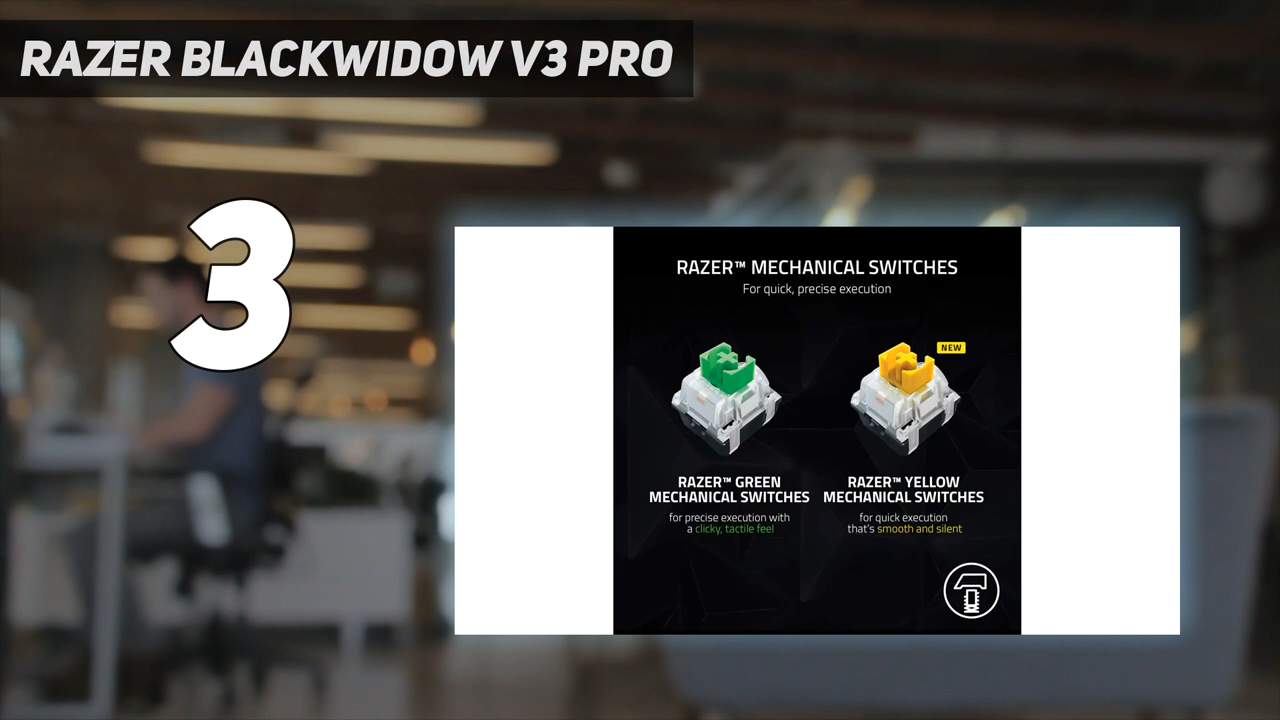 RAZER BLACKWIDOW V3 PRO
3
RAZER™ MECHANICAL SWITCHES
For quick, precise execution
NEW
RAZER™ GREEN
MECHANICAL SWITCHES
for precise execution with
a clicky, tactile feel
RAZER™ YELLOW
MECHANICAL SWITCHES
for quick execution
that's smooth and silent